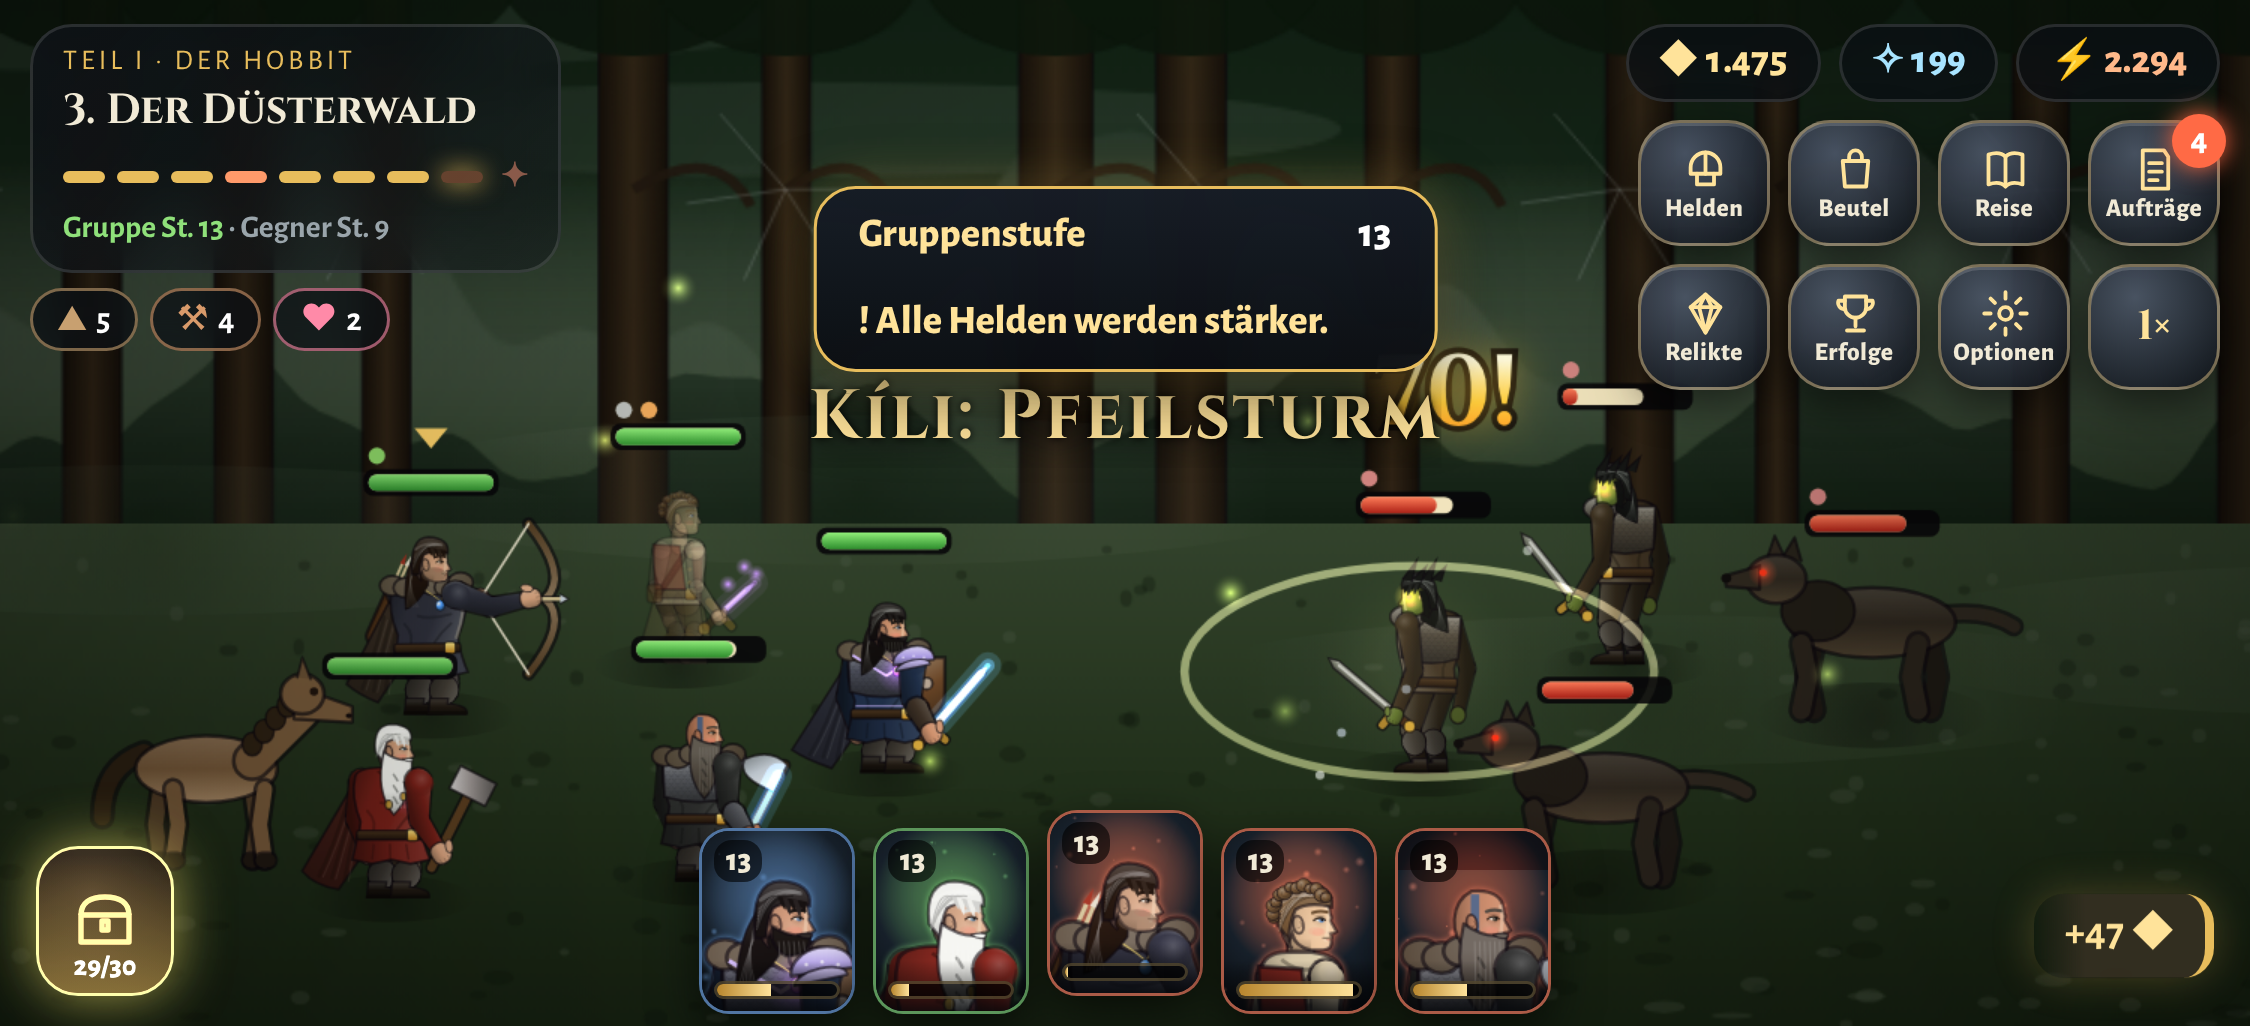 TEIL I · DER HOBBIT
3. DER DÜSTERWALD
Gruppe St. 13 · Gegner St. 9
5
4
2
1.475
199
2.294
4
Helden
Beutel
Reise
Aufträge
Relikte
Erfolge
Optionen
1×
Gruppenstufe 13
! Alle Helden werden stärker.
70!
KÍLI: PFEILSTURM
29/30
13
13
13
13
13
+47